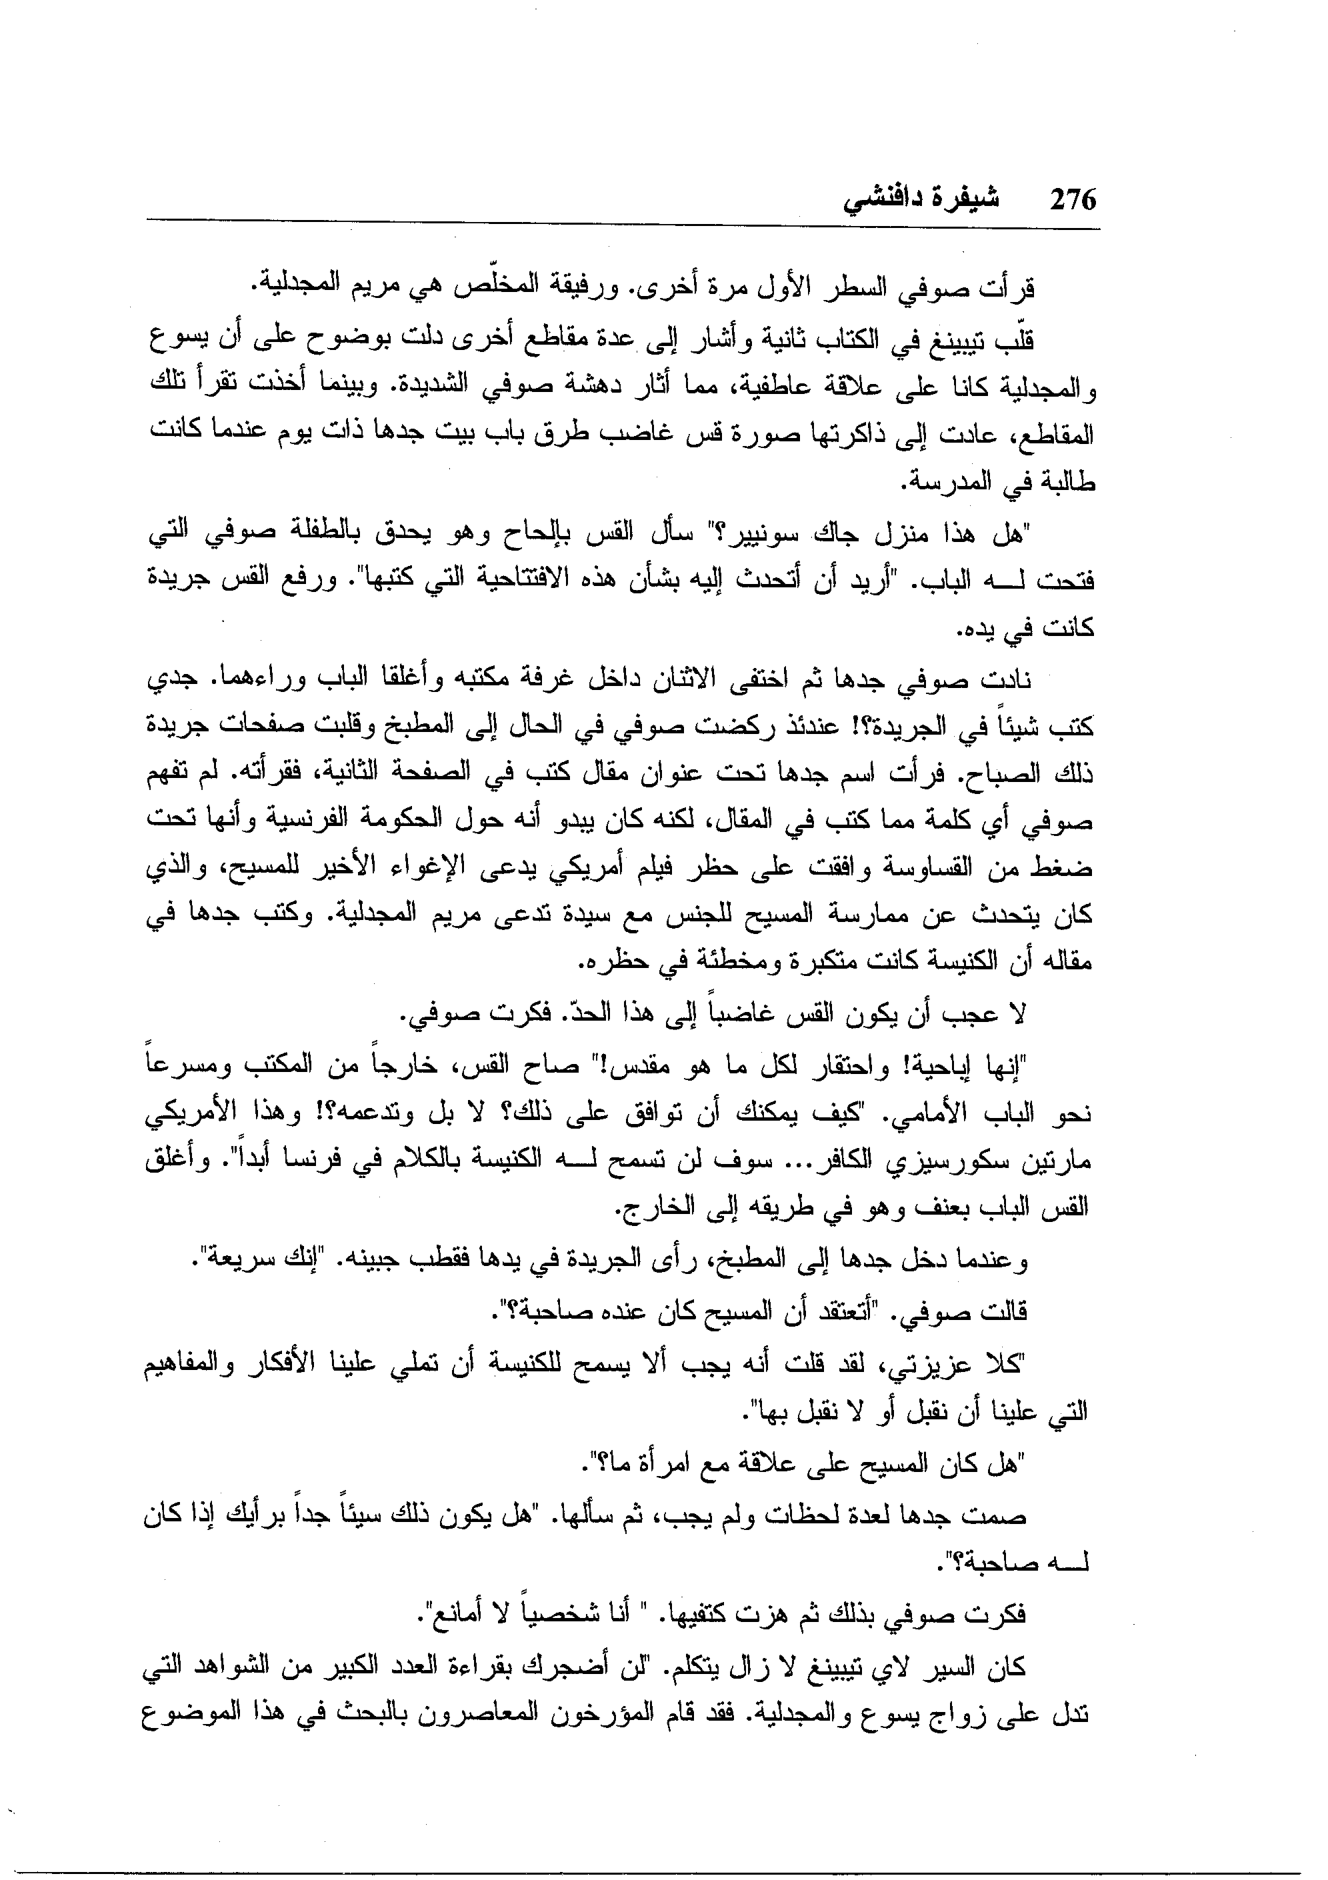 276 شيفرة دافنشي
قرأت صوفي السطر الأول مرة أخرى. ورفيقة المخلّص هي مريم المجدلية.
قلّب تيبينغ في الكتاب ثانية وأشار إلى عدة مقاطع أخرى دلت بوضوح على أن يسوع
والمجدلية كانا على علاقة عاطفية، مما أثار دهشة صوفي الشديدة. وبينما أخذت تقرأ تلك
المقاطع، عادت إلى ذاكرتها صورة قس غاضب طرق باب بيت جدها ذات يوم عندما كانت
طالبة في المدرسة.
"هل هذا منزل جاك سونيير؟" سأل القس بإلحاح وهو يحدق بالطفلة صوفي التي
فتحت لـــه الباب. "أريد أن أتحدث إليه بشأن هذه الافتتاحية التي كتبها". ورفع القس جريدة
كانت في يده.
نادت صوفي جدها ثم اختفى الاثنان داخل غرفة مكتبه وأغلقا الباب وراءهما. جدي
كتب شيئاً في الجريدة؟! عندئذ ركضت صوفي في الحال إلى المطبخ وقلبت صفحات جريدة
ذلك الصباح. فرأت اسم جدها تحت عنوان مقال كتب في الصفحة الثانية، فقرأته. لم تفهم
صوفي أي كلمة مما كتب في المقال، لكنه كان يبدو أنه حول الحكومة الفرنسية وأنها تحت
ضغط من القساوسة وافقت على حظر فيلم أمريكي يدعى الإغواء الأخير للمسيح، والذي
كان يتحدث عن ممارسة المسيح للجنس مع سيدة تدعى مريم المجدلية. وكتب جدها في
مقاله أن الكنيسة كانت متكبرة ومخطئة في حظره.
لا عجب أن يكون القس غاضباً إلى هذا الحدّ. فكرت صوفي.
"إنها إباحية! واحتقار لكل ما هو مقدس!" صاح القس، خارجاً من المكتب ومسرعاً
نحو الباب الأمامي. "كيف يمكنك أن توافق على ذلك؟ لا بل وتدعمه؟! وهذا الأمريكي
مارتين سكورسيزي الكافر... سوف لن تسمح لـــه الكنيسة بالكلام في فرنسا أبداً". وأغلق
القس الباب بعنف وهو في طريقه إلى الخارج.
وعندما دخل جدها إلى المطبخ، رأى الجريدة في يدها فقطب جبينه. "إنك سريعة".
قالت صوفي. "أتعتقد أن المسيح كان عنده صاحبة؟".
"كلا عزيزتي، لقد قلت أنه يجب ألا يسمح للكنيسة أن تملي علينا الأفكار والمفاهيم
التي علينا أن نقبل أو لا نقبل بها".
"هل كان المسيح على علاقة مع امرأة ما؟".
صمت جدها لعدة لحظات ولم يجب، ثم سألها. "هل يكون ذلك سيئاً جداً برأيك إذا كان
لـــه صاحبة؟".
فكرت صوفي بذلك ثم هزت كتفيها. " أنا شخصياً لا أمانع".
كان السير لاي تيبينغ لا زال يتكلم. "لن أضجرك بقراءة العدد الكبير من الشواهد التي
تدل على زواج يسوع والمجدلية. فقد قام المؤرخون المعاصرون بالبحث في هذا الموضوع